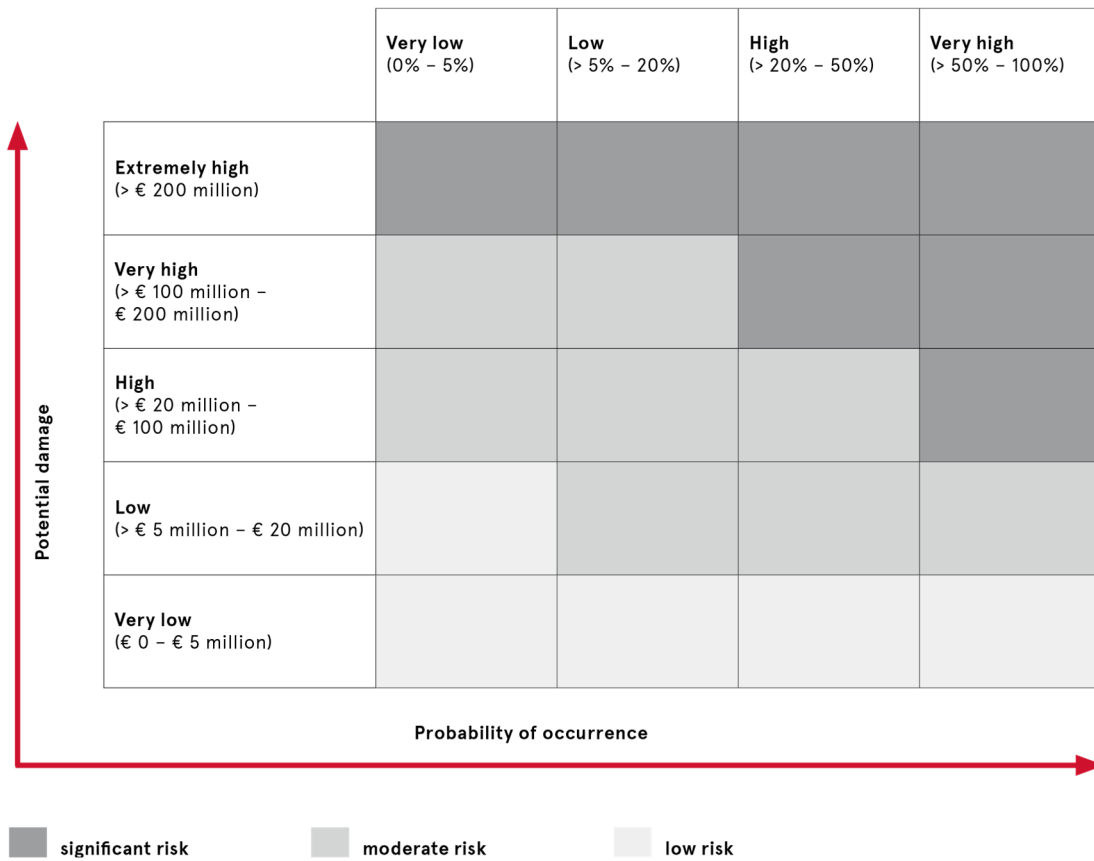 Very low
(0% – 5%)
Low
(> 5% – 20%)
High
(> 20% – 50%)
Very high
(> 50% – 100%)
Extremely high
(> € 200 million)
Very high
(> € 100 million –
€ 200 million)
High
(> € 20 million –
€ 100 million)
Low
(> € 5 million – € 20 million)
Very low
(€ 0 – € 5 million)
Potential damage
Probability of occurrence
significant risk
moderate risk
low risk